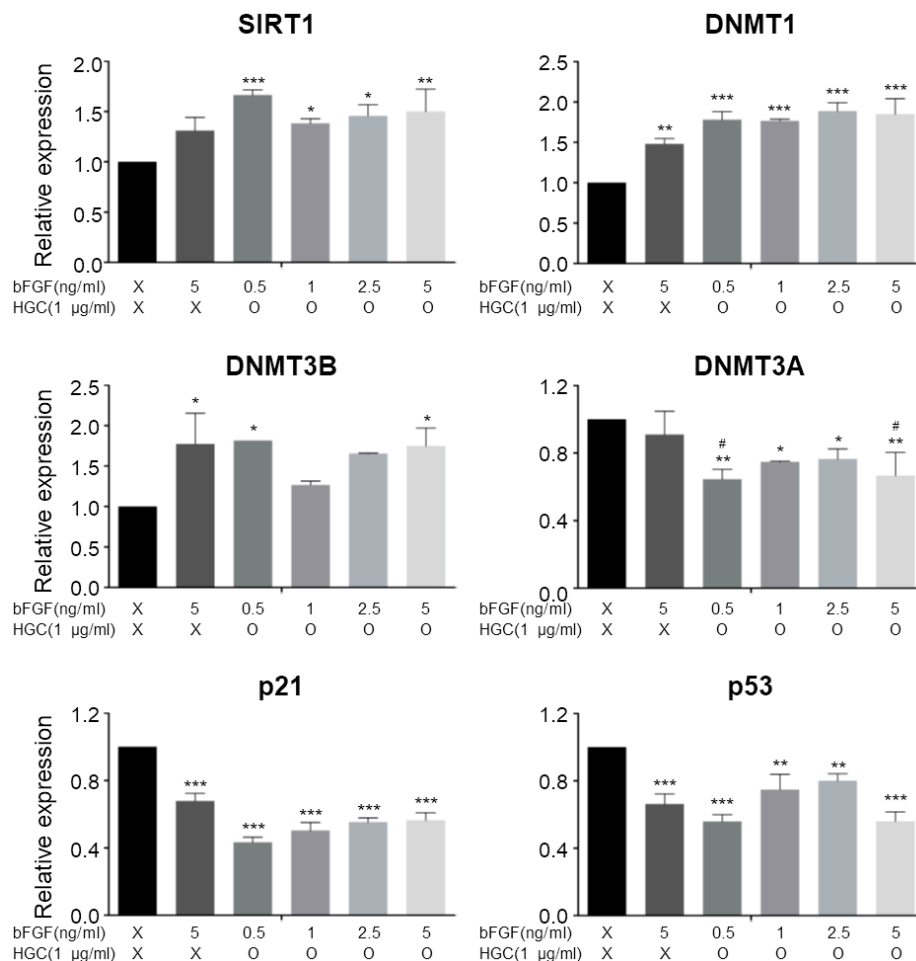 SIRT1
Relative expression
2.0
1.5
1.0
0.5
0.0
*** * * **
bFGF(ng/ml) X 5 0.5 1 2.5 5
HGC(1 µg/ml) X X O O O O
DNMT1
2.5
2.0
1.5
1.0
0.5
0.0
** *** *** *** ***
bFGF(ng/ml) X 5 0.5 1 2.5 5
HGC(1 µg/ml) X X O O O O
DNMT3B
Relative expression
2.5
2.0
1.5
1.0
0.5
0.0
* * *
bFGF(ng/ml) X 5 0.5 1 2.5 5
HGC(1 µg/ml) X X O O O O
DNMT3A
1.2
0.8
0.4
0.0
# #
** * * **
bFGF(ng/ml) X 5 0.5 1 2.5 5
HGC(1 µg/ml) X X O O O O
p21
Relative expression
1.2
0.8
0.4
0.0
*** *** *** *** ***
bFGF(ng/ml) X 5 0.5 1 2.5 5
HGC(1 µg/ml) X X O O O O
p53
1.2
0.8
0.4
0.0
*** *** ** ** ***
bFGF(ng/ml) X 5 0.5 1 2.5 5
HGC(1 µg/ml) X X O O O O